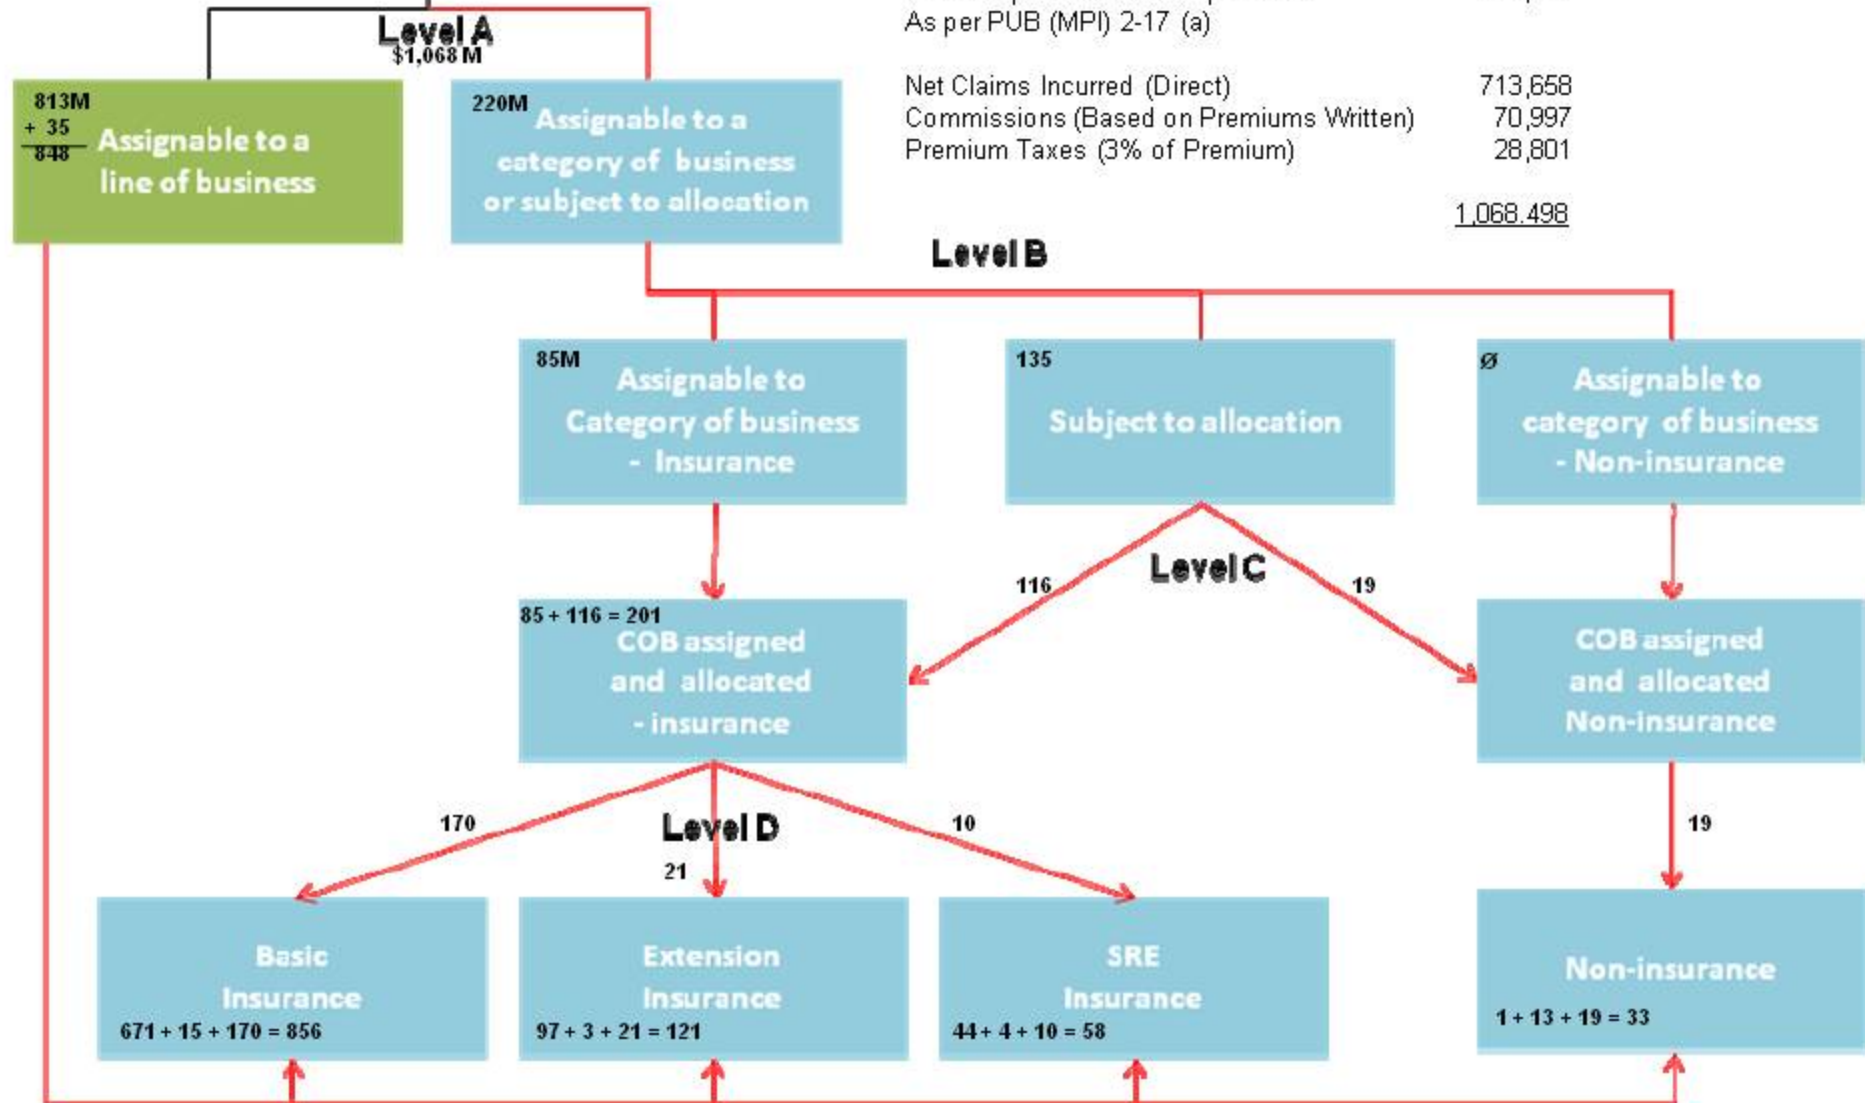 Level A
$1,068 M
As per PUB (MPI) 2-17 (a)
Net Claims Incurred (Direct) 713,658
Commissions (Based on Premiums Written) 70,997
Premium Taxes (3% of Premium) 28,801
1,068.498
813M
+ 35
848
Assignable to a
line of business
220M
Assignable to a
category of business
or subject to allocation
Level B
85M
Assignable to
Category of business
- Insurance
135
Subject to allocation
Ø
Assignable to
category of business
- Non-insurance
Level C
116
19
85 + 116 = 201
COB assigned
and allocated
- insurance
COB assigned
and allocated
Non-insurance
170
Level D
10
21
19
Basic
Insurance
671 + 15 + 170 = 856
Extension
Insurance
97 + 3 + 21 = 121
SRE
Insurance
44 + 4 + 10 = 58
Non-insurance
1 + 13 + 19 = 33